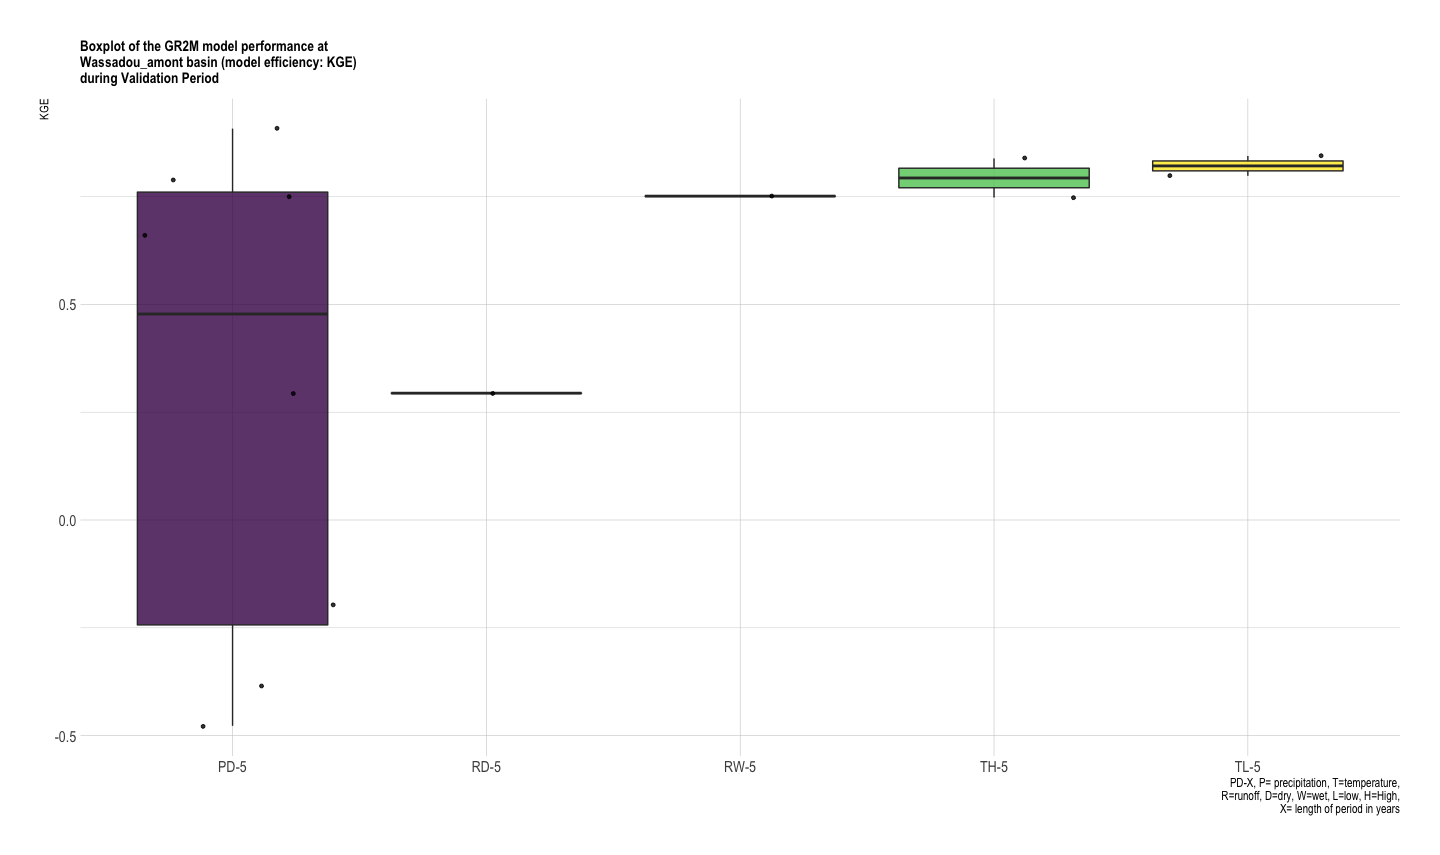 Boxplot of the GR2M model performance at
Wassadou_amont basin (model efficiency: KGE)
during Validation Period
KGE
0.5
0.0
-0.5
PD-5 RD-5 RW-5 TH-5 TL-5
PD-X, P= precipitation, T=temperature,
R=runoff, D=dry, W=wet, L=low, H=High,
X= length of period in years